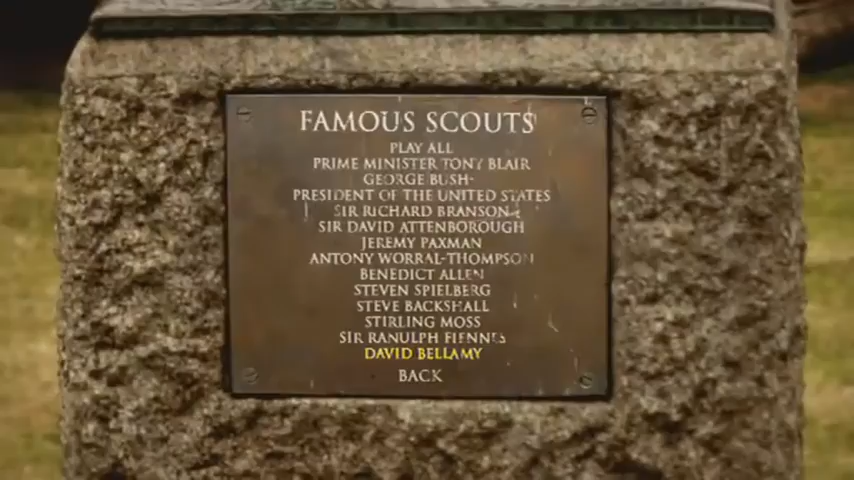 FAMOUS SCOUTS
PLAY ALL
PRIME MINISTER TONY BLAIR
GEORGE BUSH-
PRESIDENT OF THE UNITED STATES
SIR RICHARD BRANSON
SIR DAVID ATTENBOROUGH
JEREMY PAXMAN
ANTONY WORRAL-THOMPSON
BENEDICT ALLEN
STEVEN SPIELBERG
STEVE BACKSHALL
STIRLING MOSS
SIR RANULPH FIENNES
DAVID BELLAMY
BACK